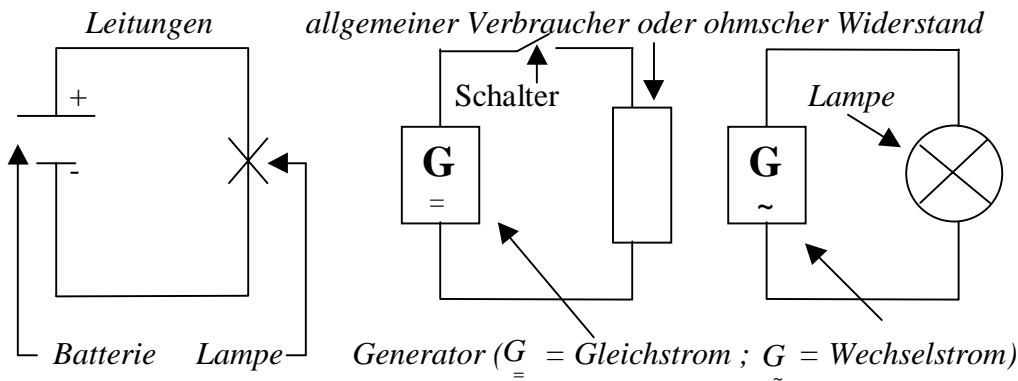 Leitungen allgemeiner Verbraucher oder ohmscher Widerstand
+
Schalter
Lampe
-
G
=
G
~
Batterie Lampe Generator (G = Gleichstrom ; G = Wechselstrom)
= ~